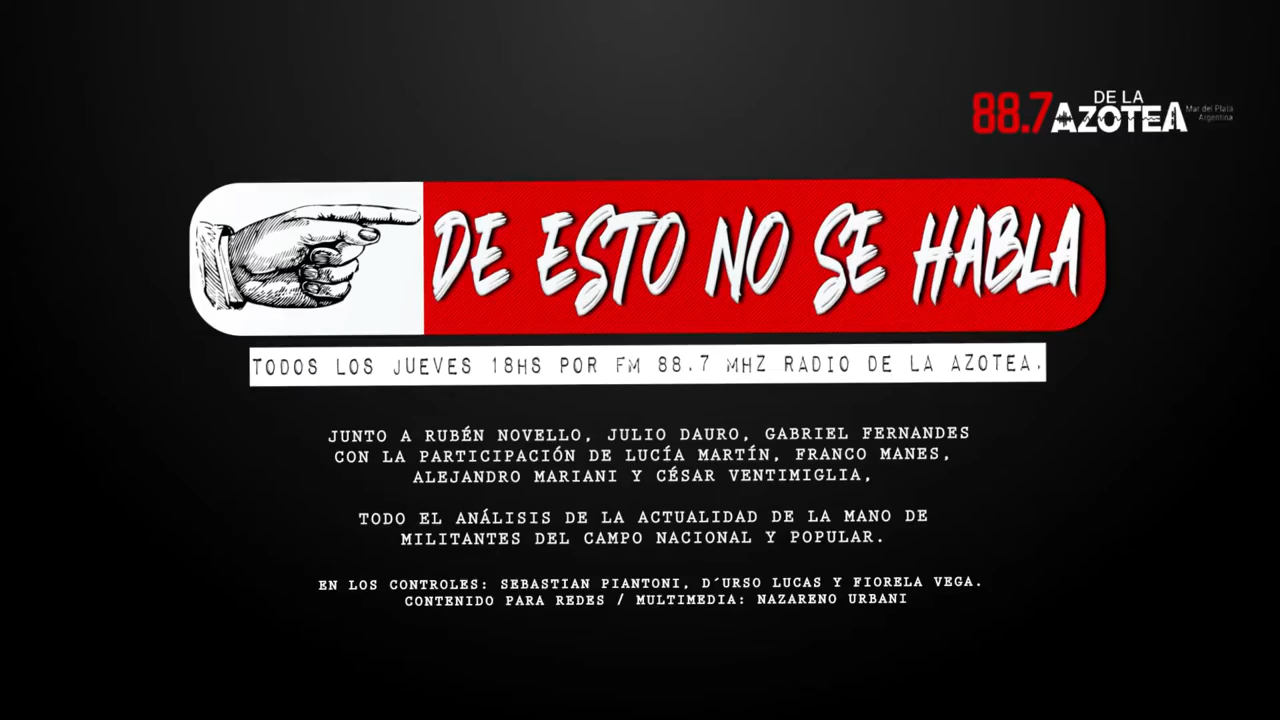 88.7 DE LA AZOTEA
Mar del Plata
Argentina
DE ESTO NO SE HABLA
TODOS LOS JUEVES 18HS POR FM 88.7 MHZ RADIO DE LA AZOTEA.
JUNTO A RUBÉN NOVELLO, JULIO DAURO, GABRIEL FERNANDES
CON LA PARTICIPACIÓN DE LUCÍA MARTÍN, FRANCO MANES,
ALEJANDRO MARIANI Y CÉSAR VENTIMIGLIA,
TODO EL ANÁLISIS DE LA ACTUALIDAD DE LA MANO DE
MILITANTES DEL CAMPO NACIONAL Y POPULAR.
EN LOS CONTROLES: SEBASTIAN PIANTONI, D´URSO LUCAS Y FIORELA VEGA.
CONTENIDO PARA REDES / MULTIMEDIA: NAZARENO URBANI